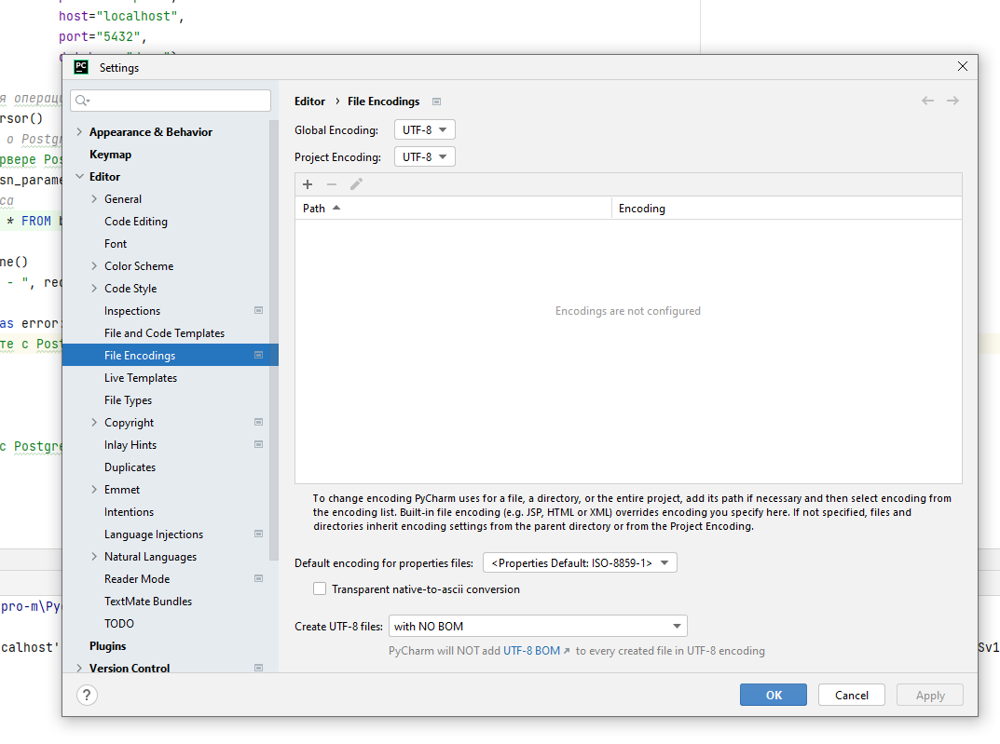 host="localhost",
port="5432",
PC Settings
я операци
rsor()
о Postgr
рвере Pos
sn_parame
са
* FROM b
ne()
- ", rec
as error:
те с Post
с Postgre
pro-m\Py
calhost'
Sv1
Appearance & Behavior
Keymap
Editor
General
Code Editing
Font
Color Scheme
Code Style
Inspections
File and Code Templates
File Encodings
Live Templates
File Types
Copyright
Inlay Hints
Duplicates
Emmet
Intentions
Language Injections
Natural Languages
Reader Mode
TextMate Bundles
TODO
Plugins
Version Control
Editor › File Encodings
Global Encoding: UTF-8
Project Encoding: UTF-8
Path Encoding
Encodings are not configured
To change encoding PyCharm uses for a file, a directory, or the entire project, add its path if necessary and then select encoding from
the encoding list. Built-in file encoding (e.g. JSP, HTML or XML) overrides encoding you specify here. If not specified, files and
directories inherit encoding settings from the parent directory or from the Project Encoding.
Default encoding for properties files: <Properties Default: ISO-8859-1>
Transparent native-to-ascii conversion
Create UTF-8 files: with NO BOM
PyCharm will NOT add UTF-8 BOM ↗ to every created file in UTF-8 encoding
? OK Cancel Apply